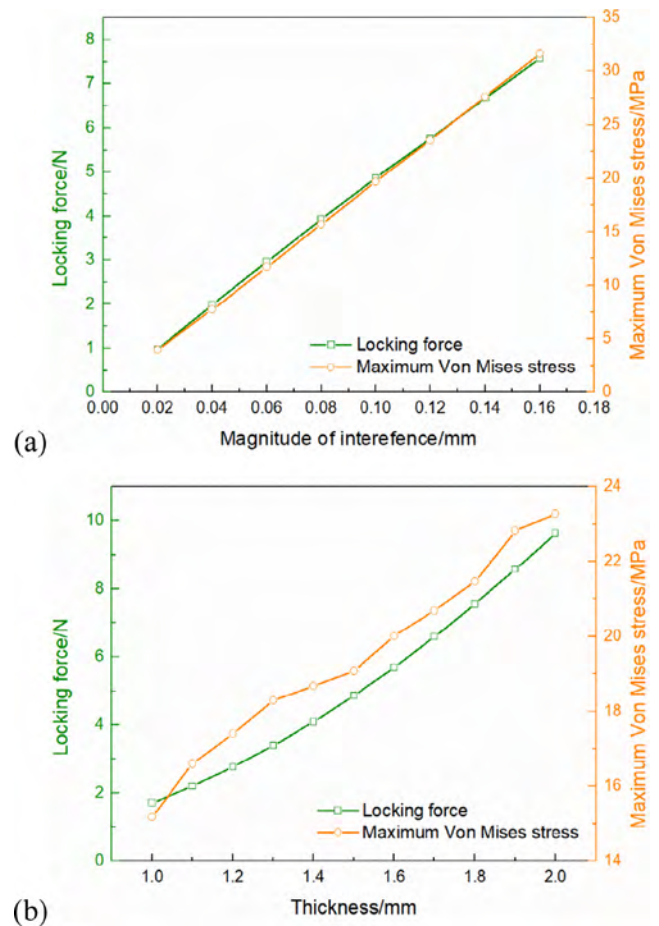 8
7
6
5
4
3
2
1
0
Locking force/N
35
30
25
20
15
10
5
0
Maximum Von Mises stress/MPa
Locking force
Maximum Von Mises stress
0.00 0.02 0.04 0.06 0.08 0.10 0.12 0.14 0.16 0.18
Magnitude of interefence/mm
(a)
10
8
6
4
2
0
Locking force/N
24
22
20
18
16
14
Maximum Von Mises stress/MPa
Locking force
Maximum Von Mises stress
1.0 1.2 1.4 1.6 1.8 2.0
Thickness/mm
(b)